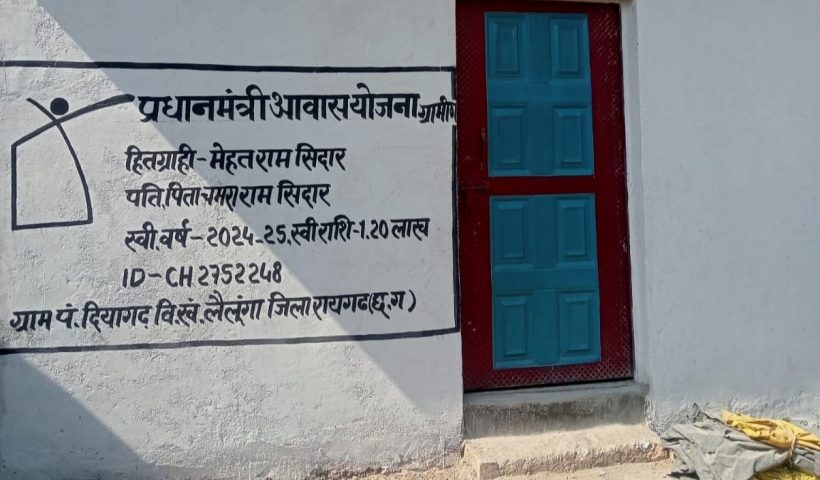 प्रधानमंत्री आवास योजना ग्रामीण
हितग्राही - मेहत राम सिदार
पति,पिता चमरा राम सिदार
स्वी.वर्ष - 2024-25.स्वी राशि-1.20 लाख
ID-CH 2752248
ग्राम पं.दियागढ़ वि.खं.लैलूंगा जिला रायगढ(छ.ग)